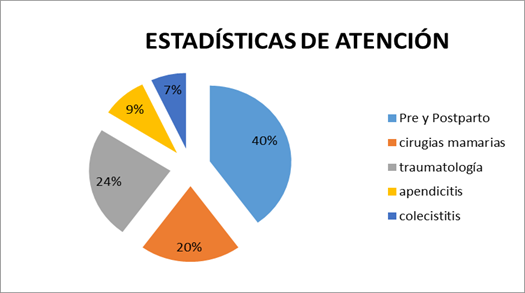 ESTADÍSTICAS DE ATENCIÓN
7%
9%
40%
24%
20%
Pre y Postparto
cirugias mamarias
traumatología
apendicitis
colecistitis